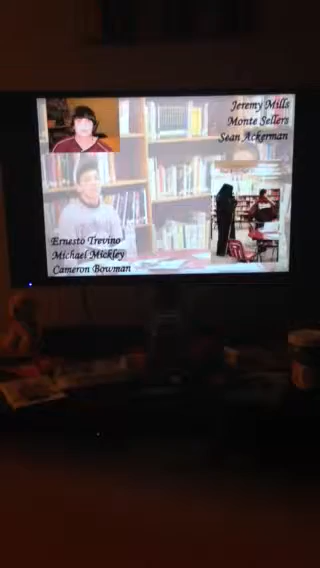 Jeremy Mills
Monte Sellers
Sean Ackerman
Ernesto Trevino
Michael Mickley
Cameron Bowman